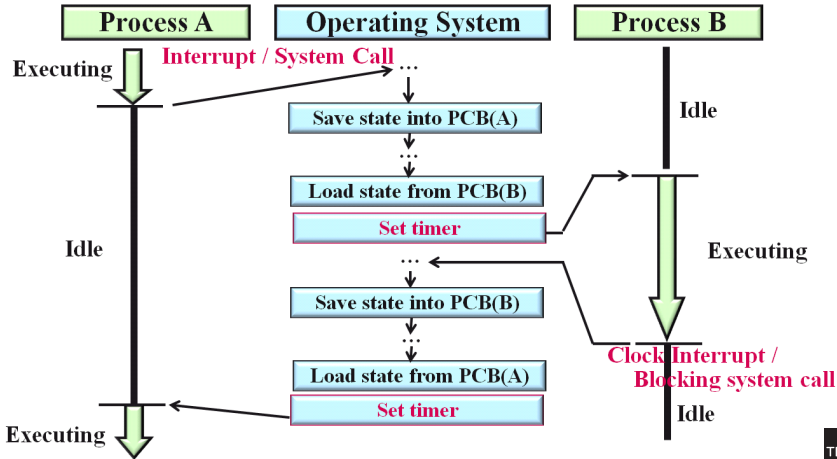 Process A
Operating System
Process B
Interrupt / System Call
Executing
...
Save state into PCB(A)
Idle
...
Load state from PCB(B)
Set timer
Idle
Executing
...
Save state into PCB(B)
...
Clock Interrupt /
Blocking system call
Load state from PCB(A)
Set timer
Idle
Executing